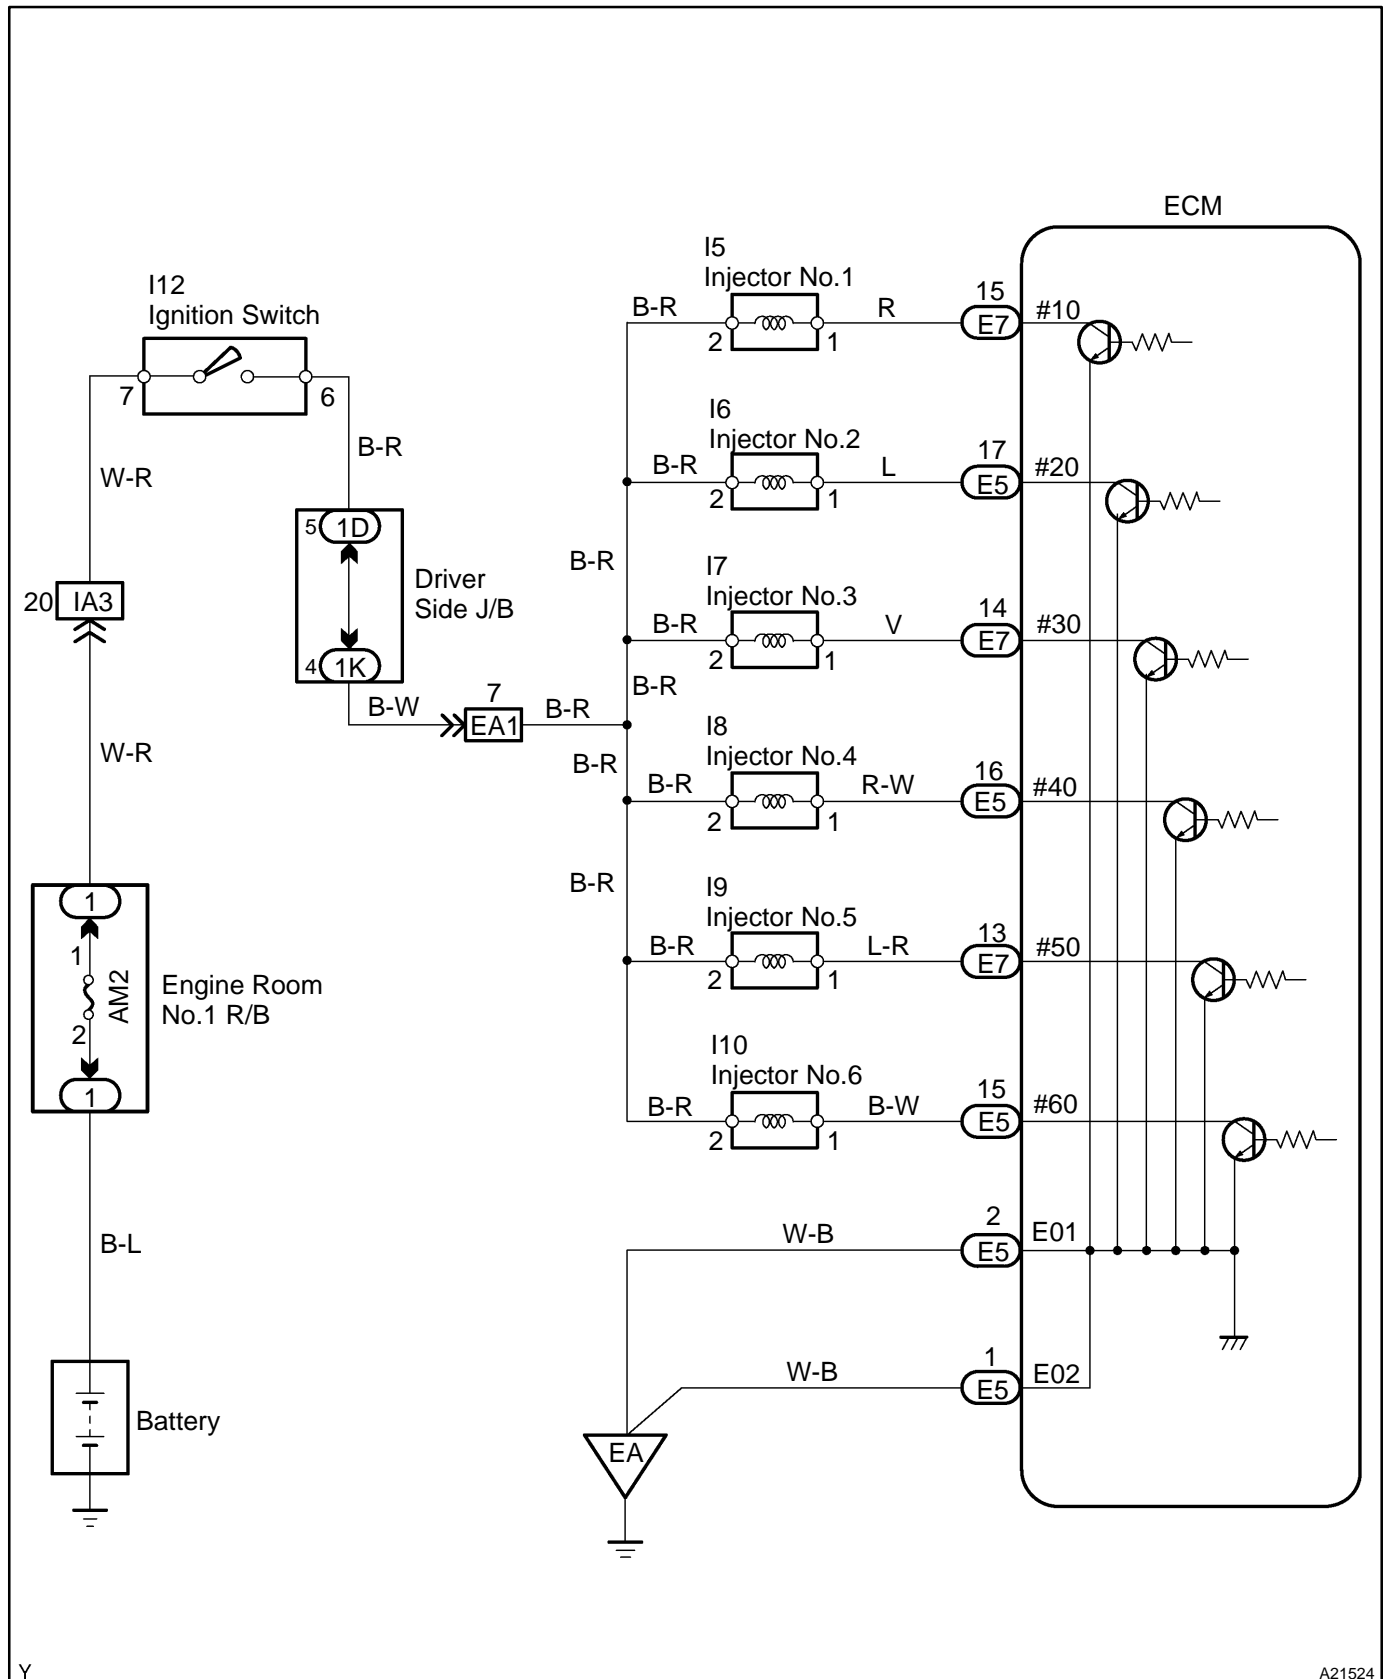 ECM
I5
Injector No.1
B-R
R
15
E7
#10
2
1
I12
Ignition Switch
7
6
B-R
W-R
I6
Injector No.2
B-R
L
17
E5
#20
2
1
5
1D
Driver
Side J/B
4
1K
B-R
I7
Injector No.3
B-R
V
14
E7
#30
2
1
20
IA3
B-R
B-W
7
EA1
B-R
W-R
B-R
I8
Injector No.4
B-R
R-W
16
E5
#40
2
1
B-R
I9
Injector No.5
B-R
L-R
13
E7
#50
2
1
1
1
AM2
2
1
Engine Room
No.1 R/B
I10
Injector No.6
B-R
B-W
15
E5
#60
2
1
B-L
W-B
2
E5
E01
W-B
1
E5
E02
Battery
EA
Y
A21524